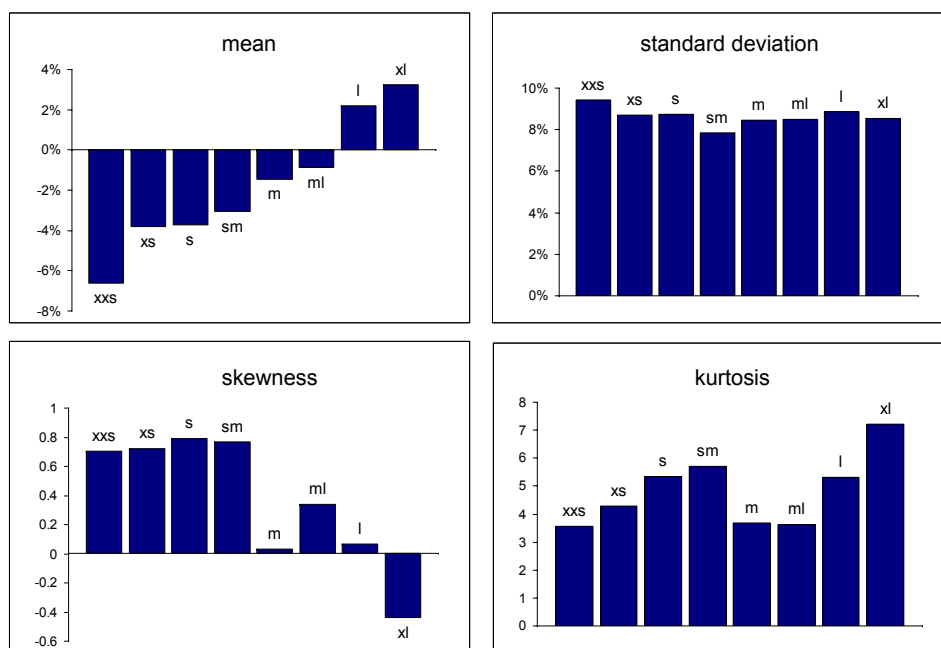 mean
4%
2%
0%
-2%
-4%
-6%
-8%
xxs
xs
s
sm
m
ml
l
xl
standard deviation
10%
8%
6%
4%
2%
0%
xxs
xs
s
sm
m
ml
l
xl
skewness
1
0.8
0.6
0.4
0.2
0
-0.2
-0.4
-0.6
xxs
xs
s
sm
m
ml
l
xl
kurtosis
8
7
6
5
4
3
2
1
0
xxs
xs
s
sm
m
ml
l
xl